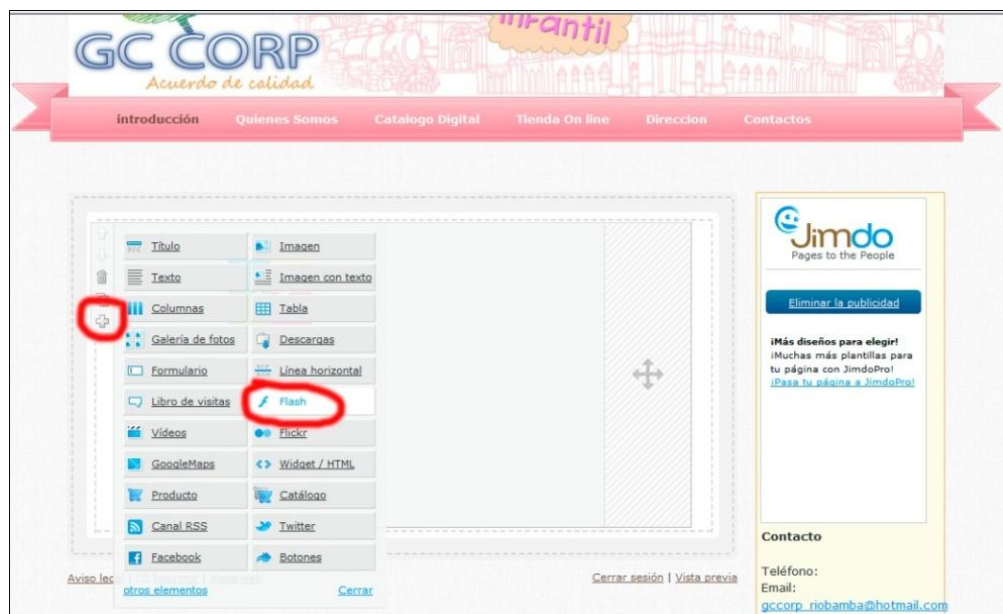 infantil
GC CORP
Acuerdo de calidad
introducción Quienes Somos Catalogo Digital Tienda On line Direccion Contactos
Título Imagen
Texto Imagen con texto
Columnas Tabla
Galería de fotos Descargas
Formulario Línea horizontal
Libro de visitas Flash
Vídeos Flickr
GoogleMaps Widget / HTML
Producto Catálogo
Canal RSS Twitter
Facebook Botones
otros elementos Cerrar
Aviso leg
Cerrar sesión | Vista previa
Jimdo
Pages to the People
Eliminar la publicidad
¡Más diseños para elegir!
¡Muchas más plantillas para
tu página con JimdoPro!
¡Pasa tu página a JimdoPro!
Contacto
Teléfono:
Email:
gccorp_riobamba@hotmail.com